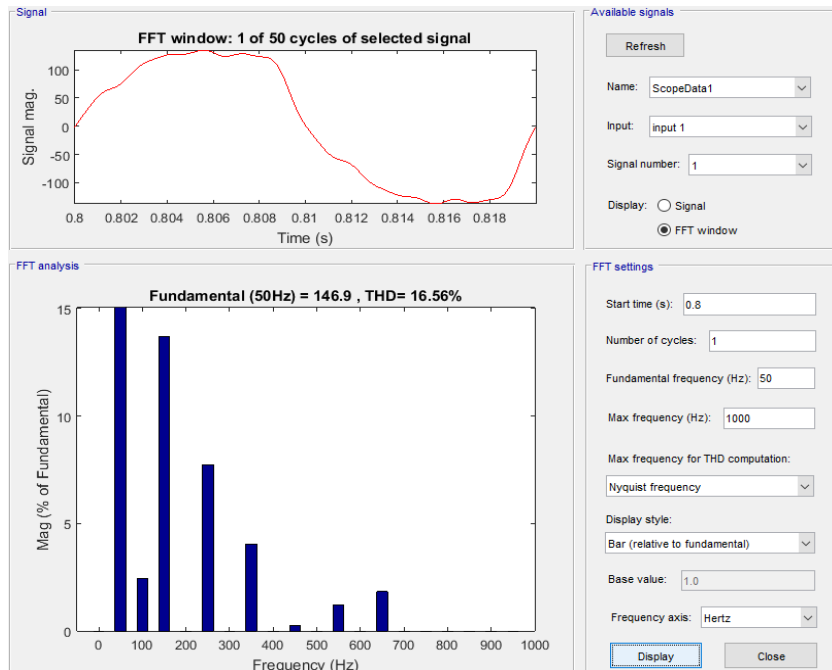 Signal
FFT window: 1 of 50 cycles of selected signal
Signal mag.
100
50
0
-50
-100
0.8 0.802 0.804 0.806 0.808 0.81 0.812 0.814 0.816 0.818
Time (s)
Available signals
Refresh
Name: ScopeData1
Input: input 1
Signal number: 1
Display: Signal
FFT window
FFT analysis
Fundamental (50Hz) = 146.9 , THD= 16.56%
Mag (% of Fundamental)
15
10
5
0
0 100 200 300 400 500 600 700 800 900 1000
Frequency (Hz)
FFT settings
Start time (s): 0.8
Number of cycles: 1
Fundamental frequency (Hz): 50
Max frequency (Hz): 1000
Max frequency for THD computation:
Nyquist frequency
Display style:
Bar (relative to fundamental)
Base value: 1.0
Frequency axis: Hertz
Display Close